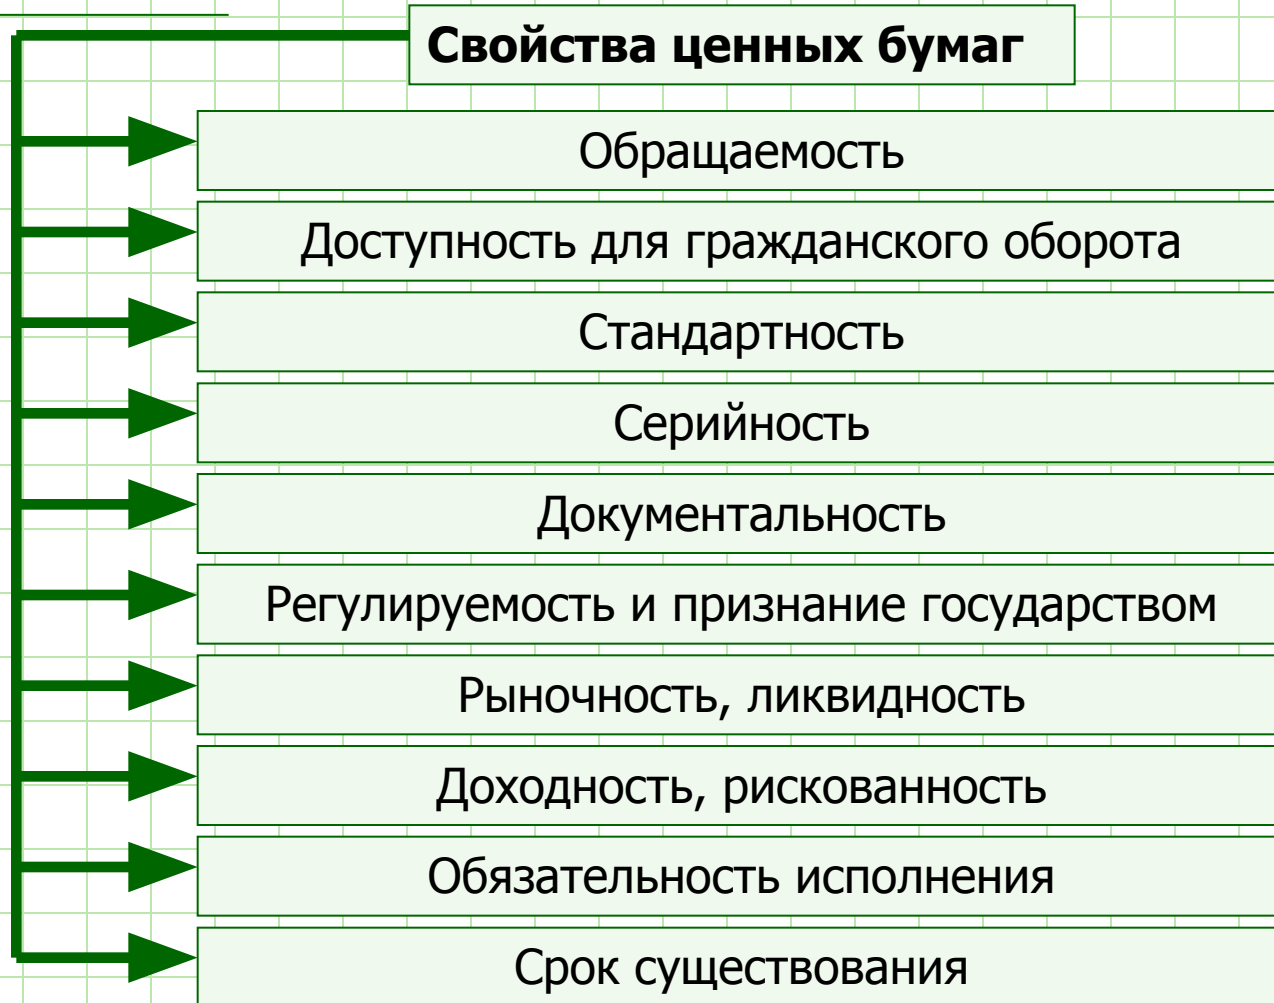 Свойства ценных бумаг
Обращаемость
Доступность для гражданского оборота
Стандартность
Серийность
Документальность
Регулируемость и признание государством
Рыночность, ликвидность
Доходность, рискованность
Обязательность исполнения
Срок существования